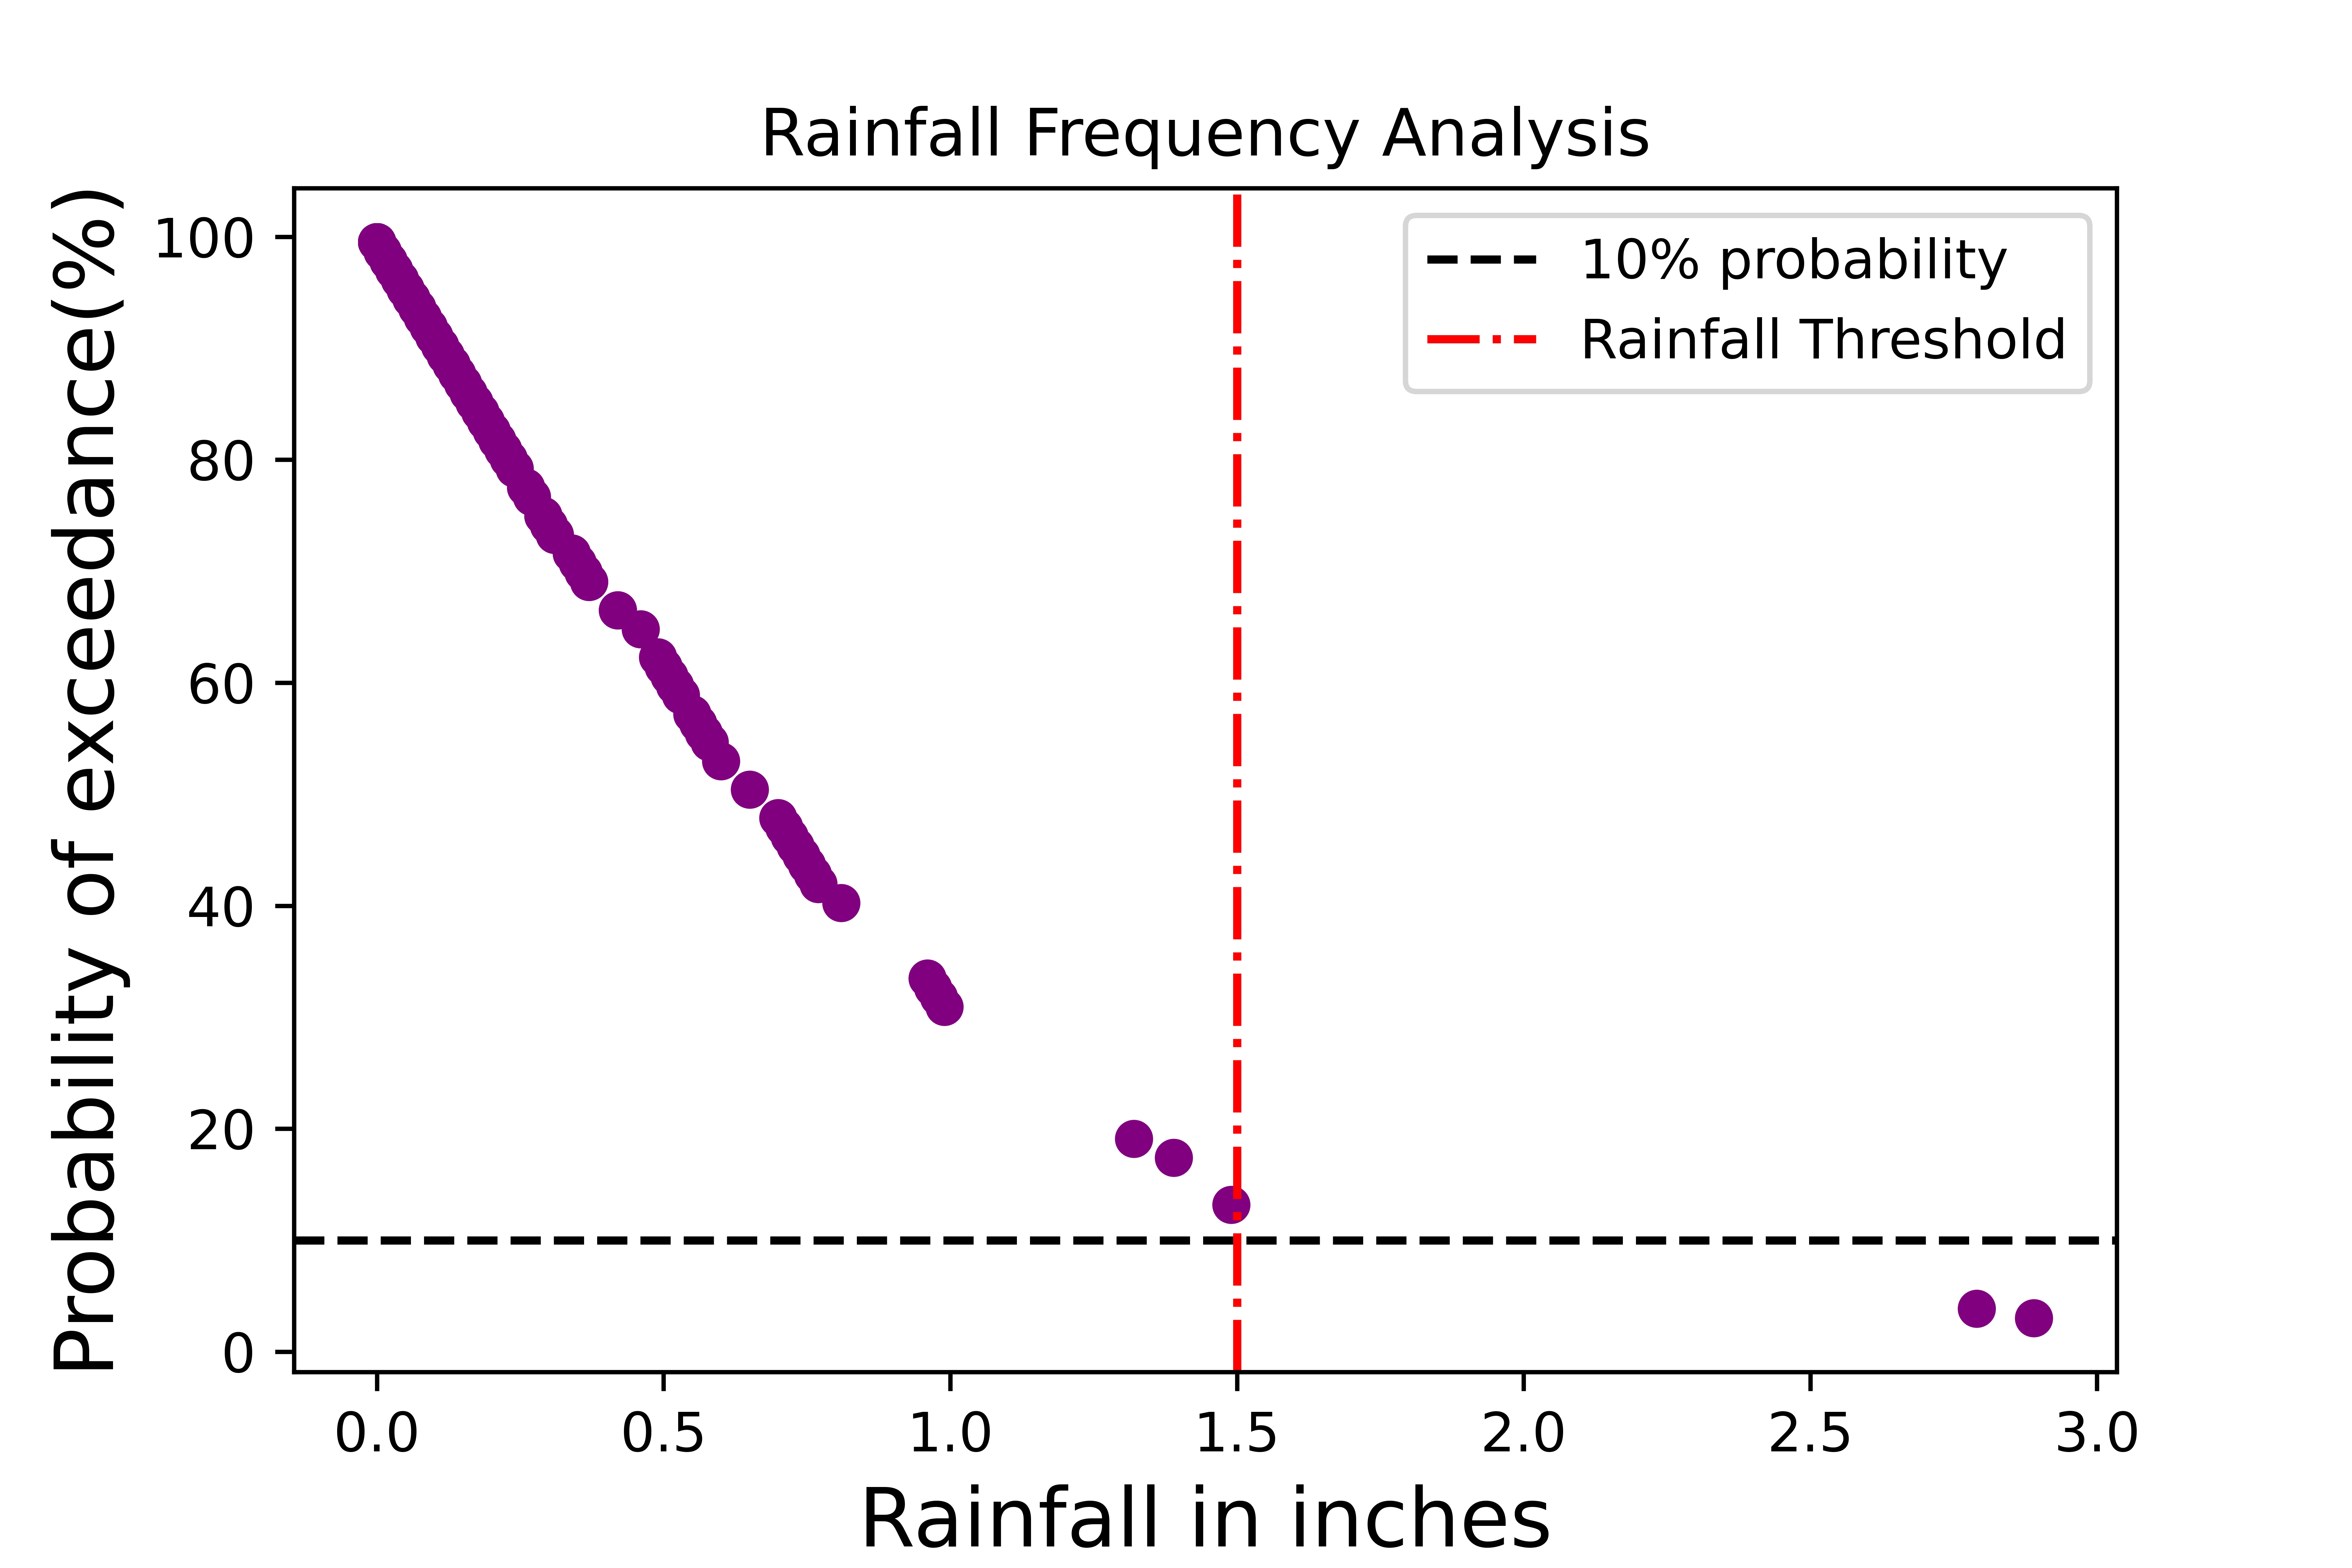 Rainfall Frequency Analysis
10% probability
Rainfall Threshold
Probability of exceedance(%)
100
80
60
40
20
0
0.0 0.5 1.0 1.5 2.0 2.5 3.0
Rainfall in inches